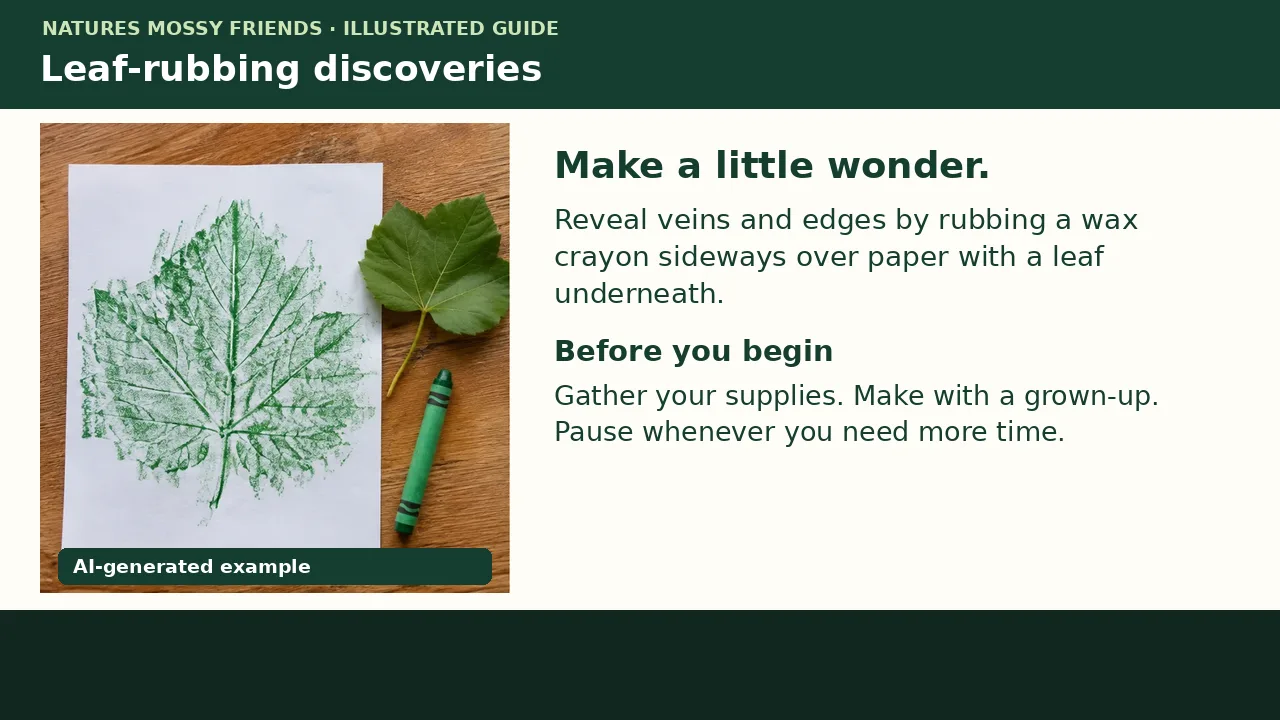 NATURES MOSSY FRIENDS · ILLUSTRATED GUIDE
Leaf-rubbing discoveries
Make a little wonder.
Reveal veins and edges by rubbing a wax
crayon sideways over paper with a leaf
underneath.
Before you begin
Gather your supplies. Make with a grown-up.
Pause whenever you need more time.
AI-generated example